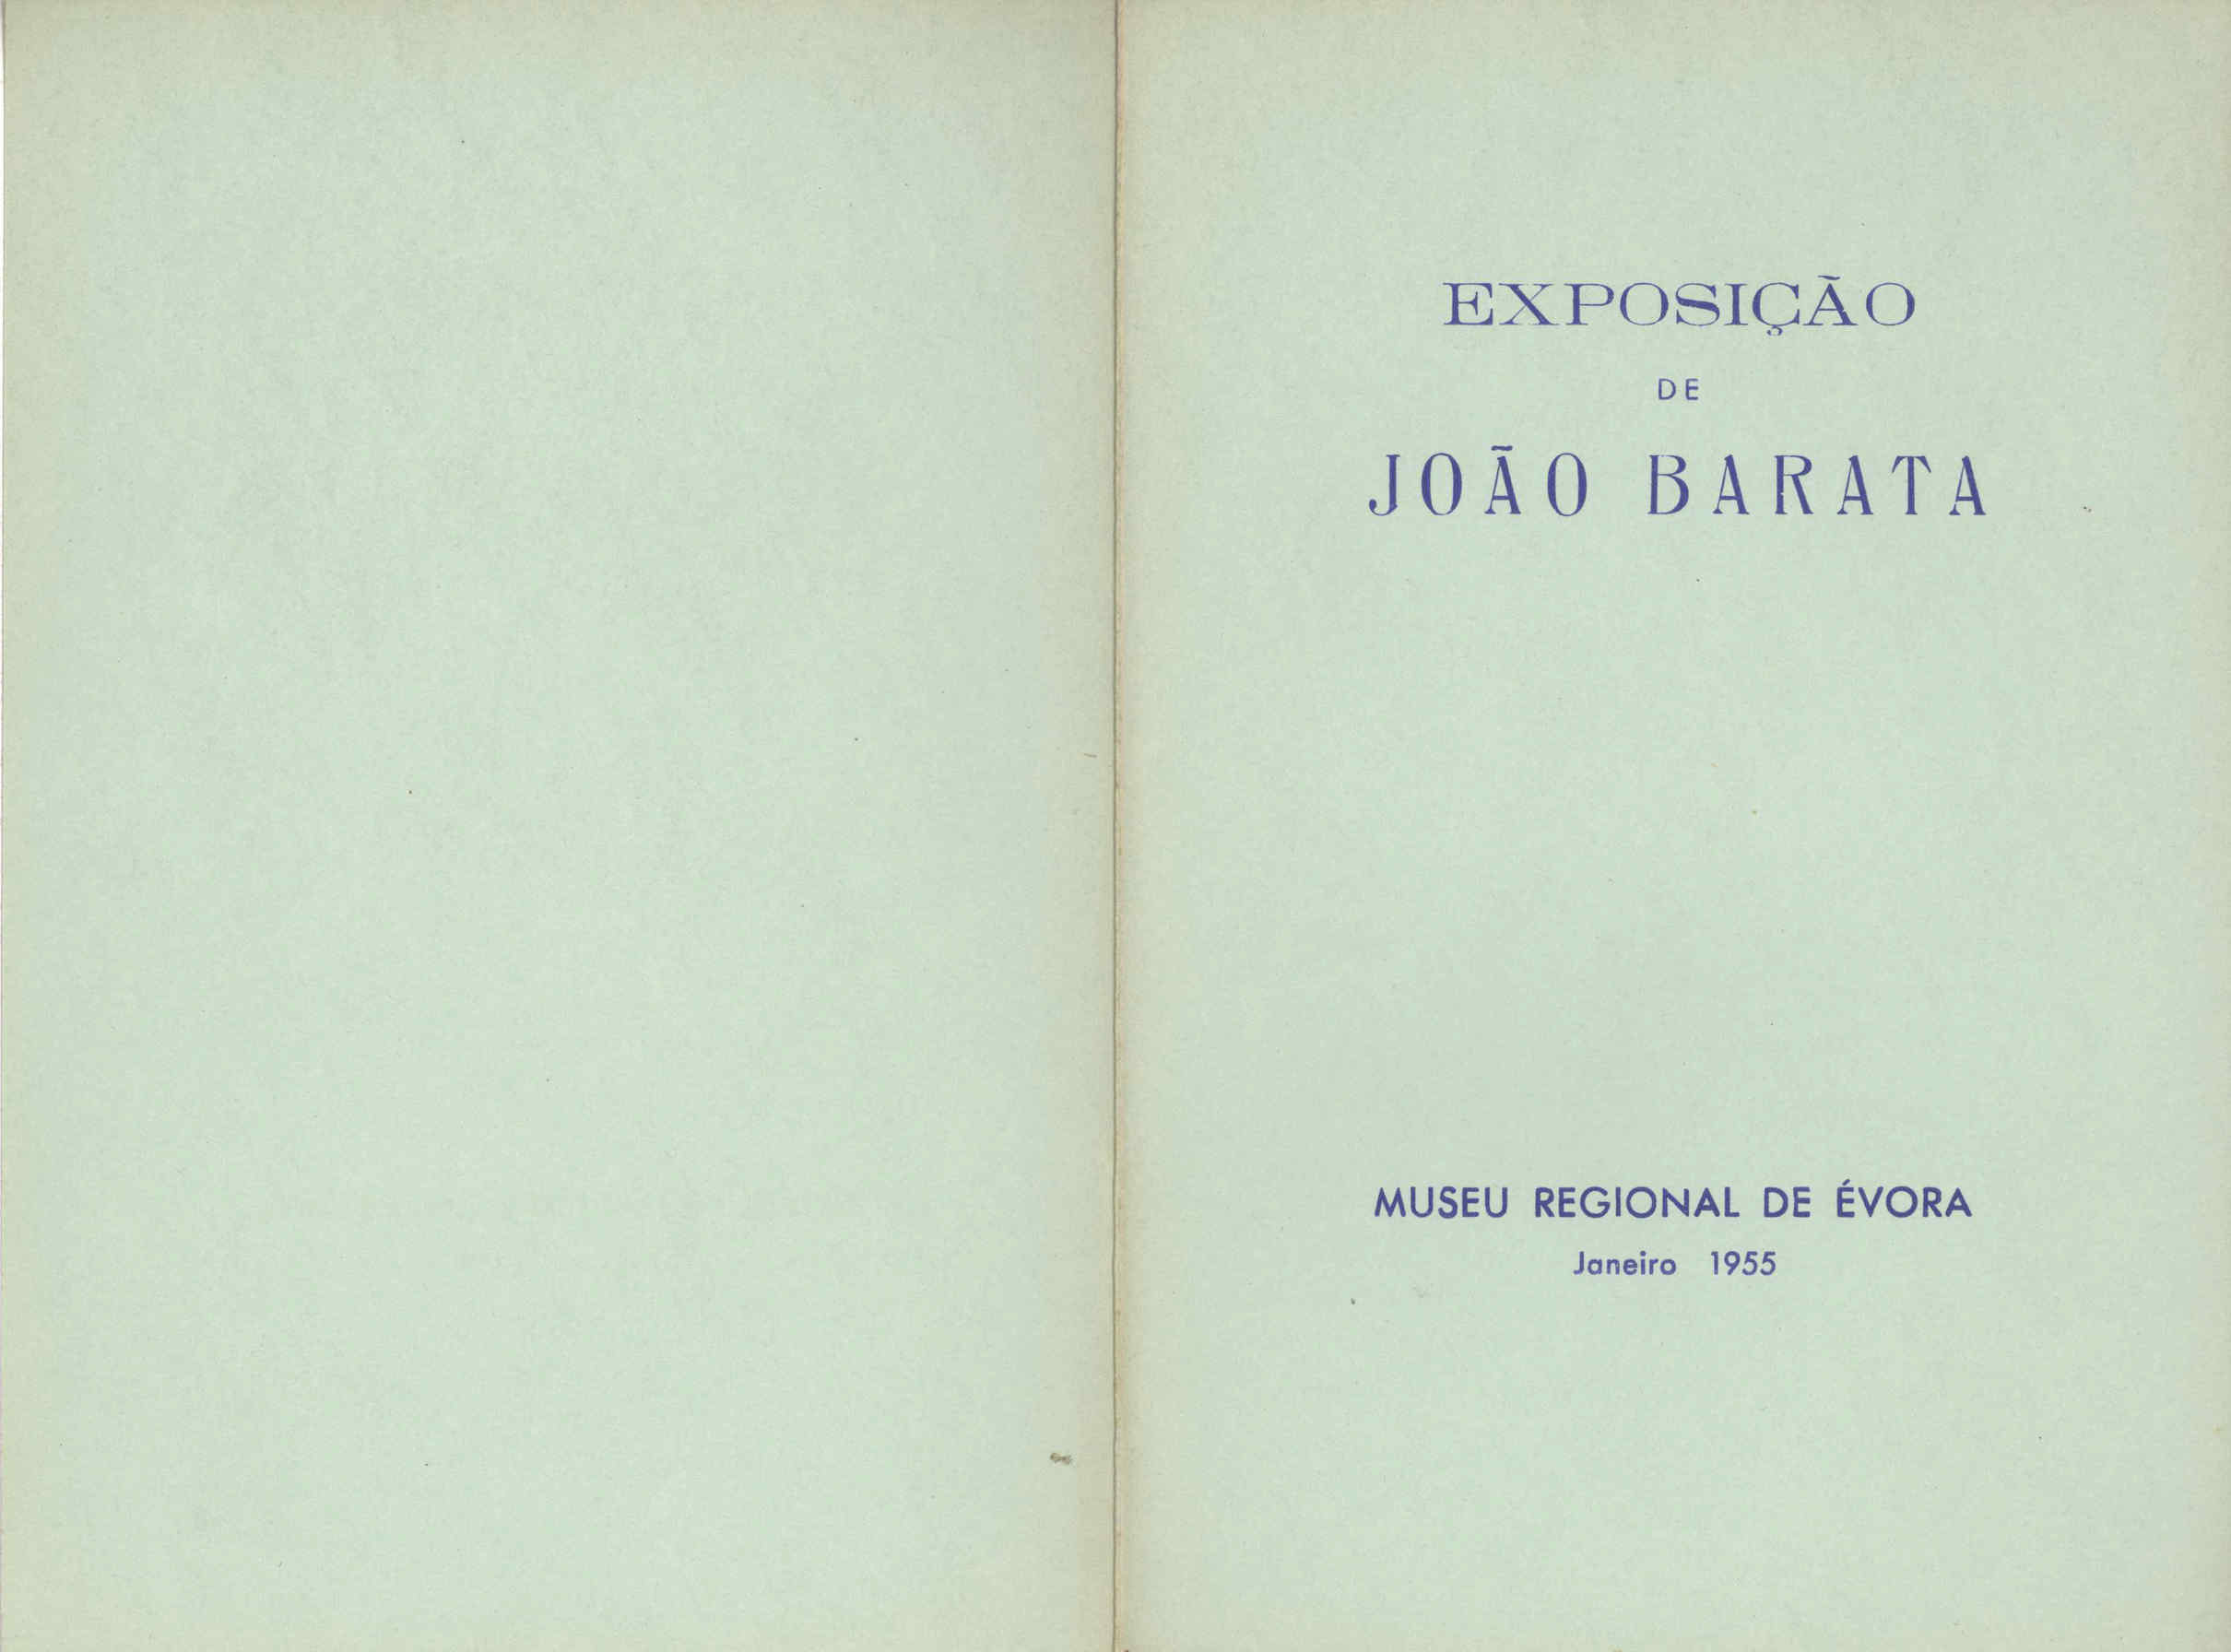 EXPOSIÇÃO
DE
JOÃO BARATA
MUSEU REGIONAL DE ÉVORA
Janeiro 1955